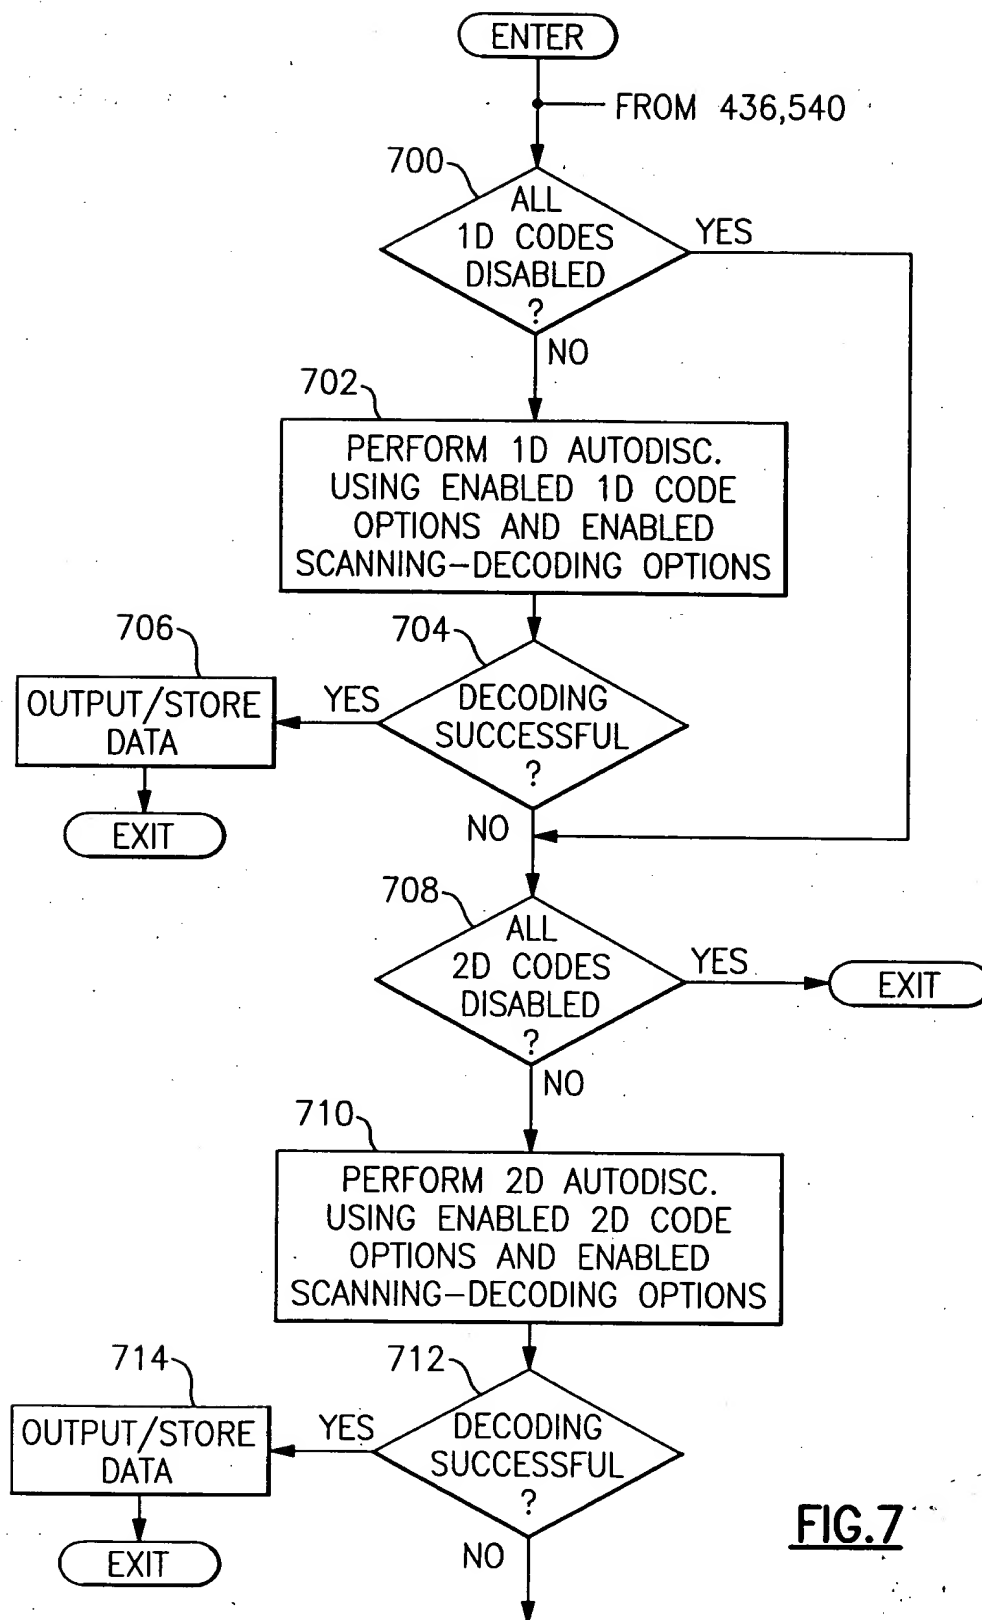 ENTER
FROM 436,540
700
ALL
1D CODES
DISABLED
?
YES
NO
702
PERFORM 1D AUTODISC.
USING ENABLED 1D CODE
OPTIONS AND ENABLED
SCANNING-DECODING OPTIONS
704
706
DECODING
SUCCESSFUL
?
YES
OUTPUT/STORE
DATA
EXIT
NO
708
ALL
2D CODES
DISABLED
?
YES
EXIT
NO
710
PERFORM 2D AUTODISC.
USING ENABLED 2D CODE
OPTIONS AND ENABLED
SCANNING-DECODING OPTIONS
712
714
DECODING
SUCCESSFUL
?
YES
OUTPUT/STORE
DATA
EXIT
NO
FIG.7